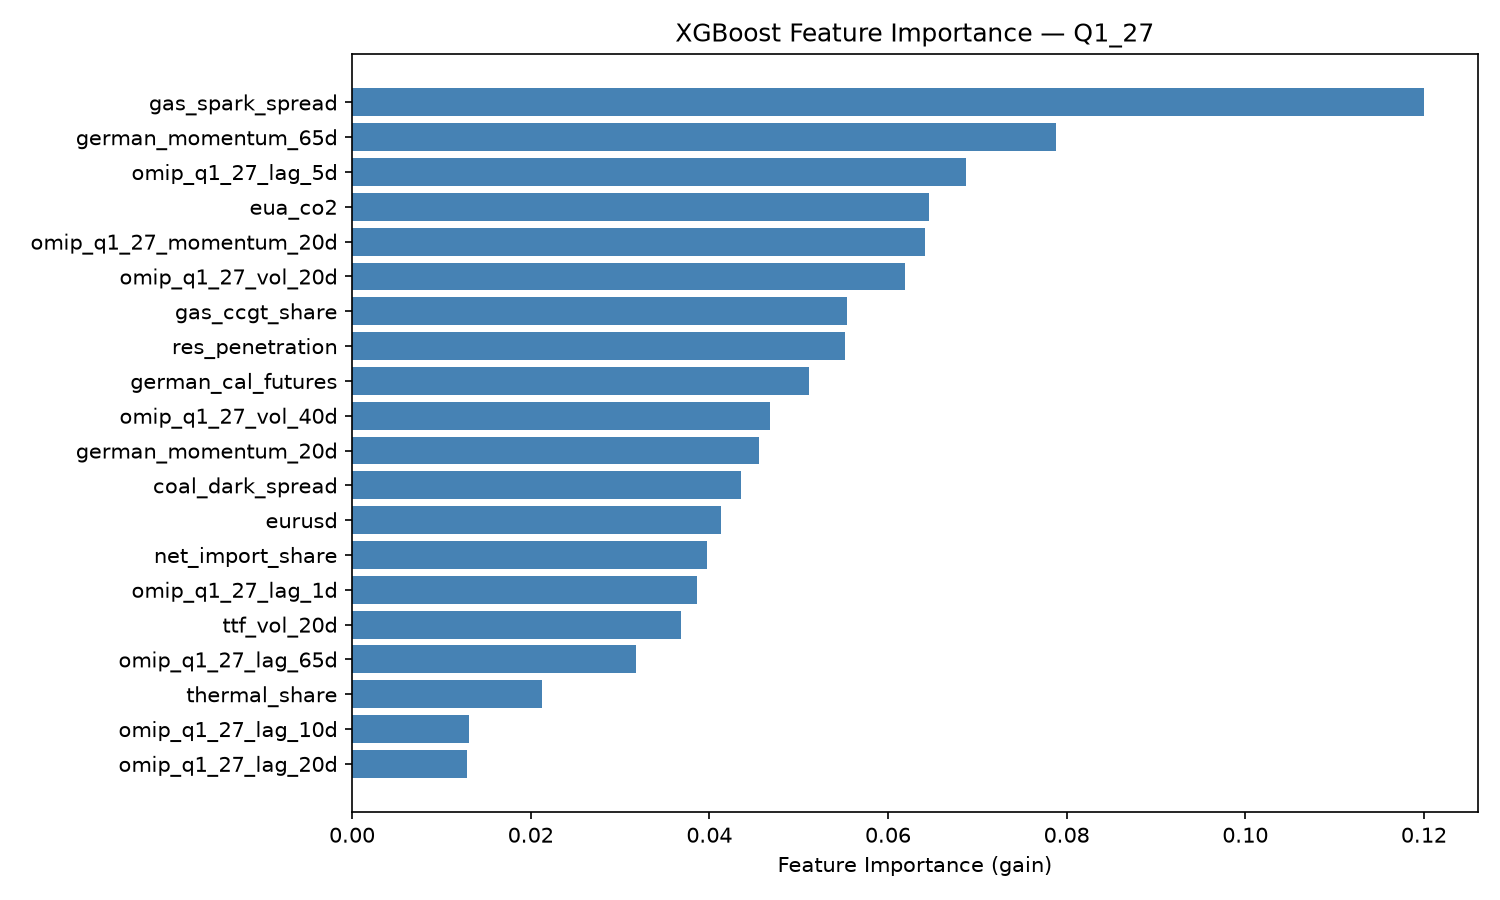 XGBoost Feature Importance — Q1_27
gas_spark_spread
german_momentum_65d
omip_q1_27_lag_5d
eua_co2
omip_q1_27_momentum_20d
omip_q1_27_vol_20d
gas_ccgt_share
res_penetration
german_cal_futures
omip_q1_27_vol_40d
german_momentum_20d
coal_dark_spread
eurusd
net_import_share
omip_q1_27_lag_1d
ttf_vol_20d
omip_q1_27_lag_65d
thermal_share
omip_q1_27_lag_10d
omip_q1_27_lag_20d
0.00 0.02 0.04 0.06 0.08 0.10 0.12
Feature Importance (gain)